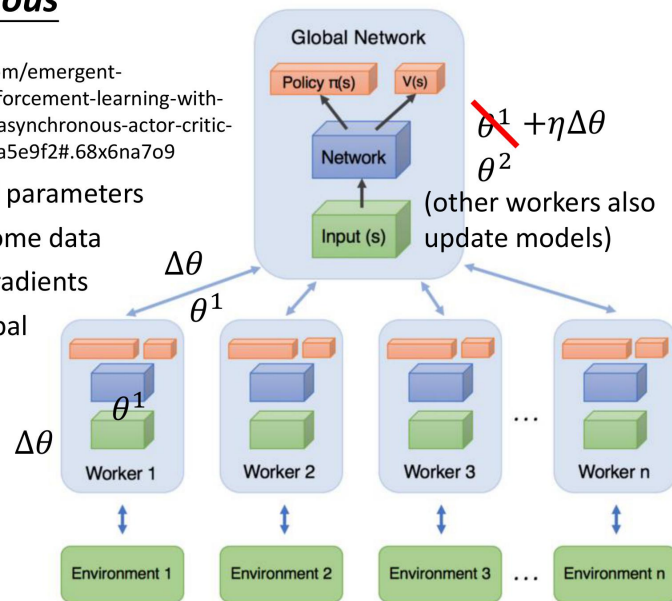 om/emergent-
forcement-learning-with-
asynchronous-actor-critic-
a5e9f2#.68x6na7o9
parameters
ome data
radients
bal
Global Network
Policy π(s)
V(s)
Network
Input (s)
θ¹ +ηΔθ
θ²
(other workers also
update models)
Δθ
θ¹
θ¹
Δθ
Worker 1
Worker 2
Worker 3
...
Worker n
Environment 1
Environment 2
Environment 3
...
Environment n